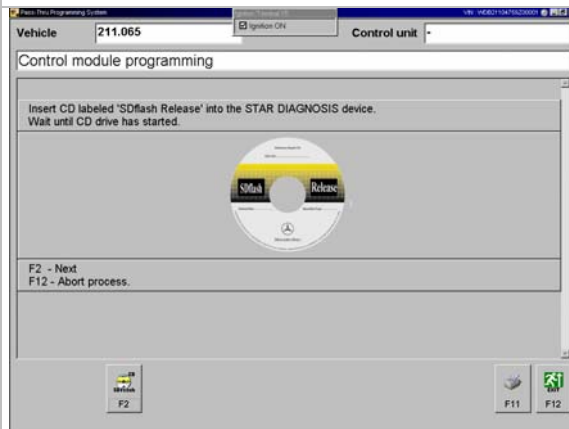 Pass-Thru Programming System
Ignition ON
Vehicle 211.065 Control unit -
Control module programming
Insert CD labeled 'SDflash Release' into the STAR DIAGNOSIS device.
Wait until CD drive has started.
SDflash Release
F2 - Next
F12 - Abort process.
CD
F2 F11 F12